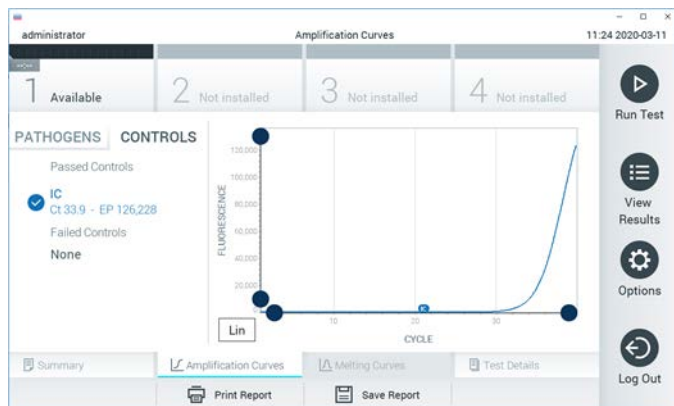 administrator Amplification Curves 11:24 2020-03-11
1 Available 2 Not installed 3 Not installed 4 Not installed
Run Test
PATHOGENS CONTROLS
Passed Controls
IC
Ct 33.9 - EP 126,228
Failed Controls
None
FLUORESCENCE
120,000
100,000
80,000
60,000
40,000
20,000
0
10 20 30
CYCLE
Lin
View
Results
Options
Log Out
Summary Amplification Curves Melting Curves Test Details
Print Report Save Report